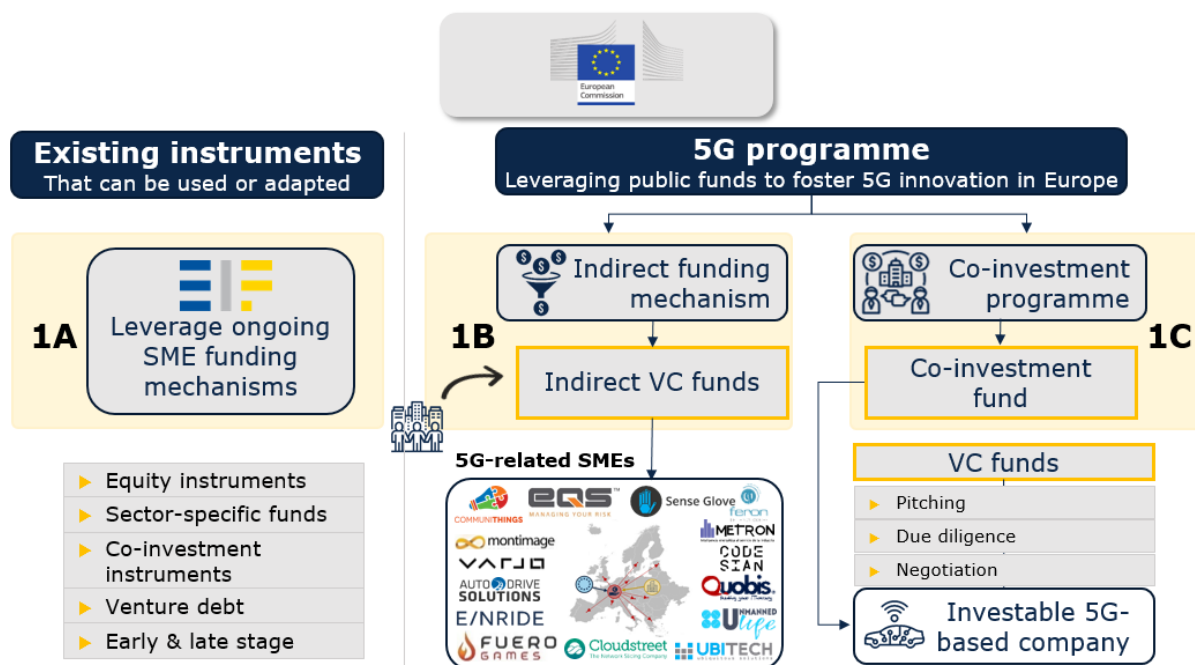 European
Commission
Existing instruments
That can be used or adapted
5G programme
Leveraging public funds to foster 5G innovation in Europe
1A
EIF
Leverage ongoing
SME funding
mechanisms
1B
Indirect funding
mechanism
Indirect VC funds
Co-investment
programme
1C
Co-investment
fund
Equity instruments
Sector-specific funds
Co-investment
instruments
Venture debt
Early & late stage
5G-related SMEs
COMMUNITHINGS
EQS™
MANAGING YOUR RISK
Sense Glove
feron
METRON
montimage
CODE
SIAN
VARJO
AUTO DRIVE
SOLUTIONS
Quobis®
EINRIDE
UNMANNED
life
FUERO
GAMES
Cloudstreet
The Network Slicing Company
UBITECH
VC funds
Pitching
Due diligence
Negotiation
Investable 5G-
based company